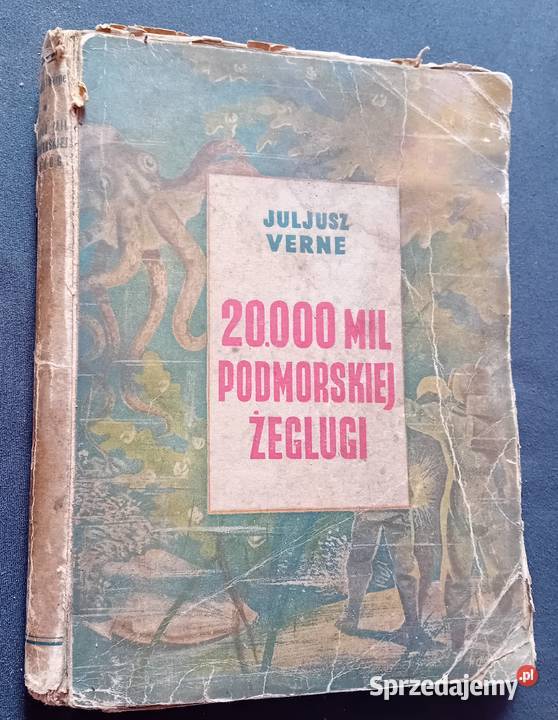 JULJUSZ
VERNE
20.000 MIL
PODMORSKIEJ
ŻEGLUGI
Sprzedajemy.pl